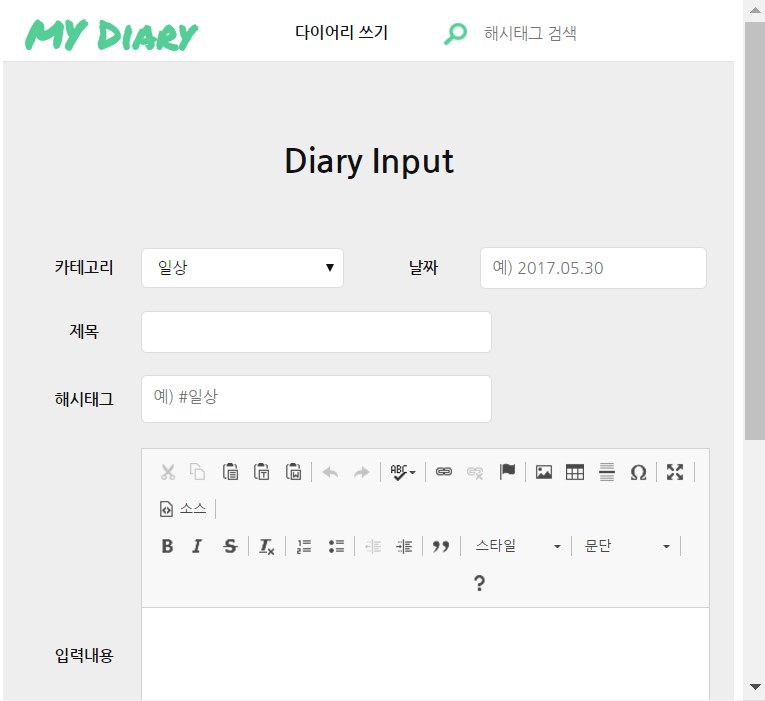 MY DIARY 다이어리 쓰기 해시태그 검색
Diary Input
카테고리 일상 날짜 예) 2017.05.30
제목
해시태그 예) #일상
ABC
소스
B I S Tx 스타일 문단
?
입력내용